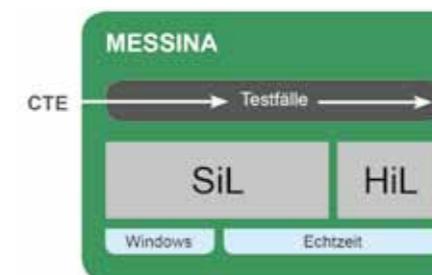 MESSINA
CTE
Testfälle
SiL
HiL
Windows
Echtzeit